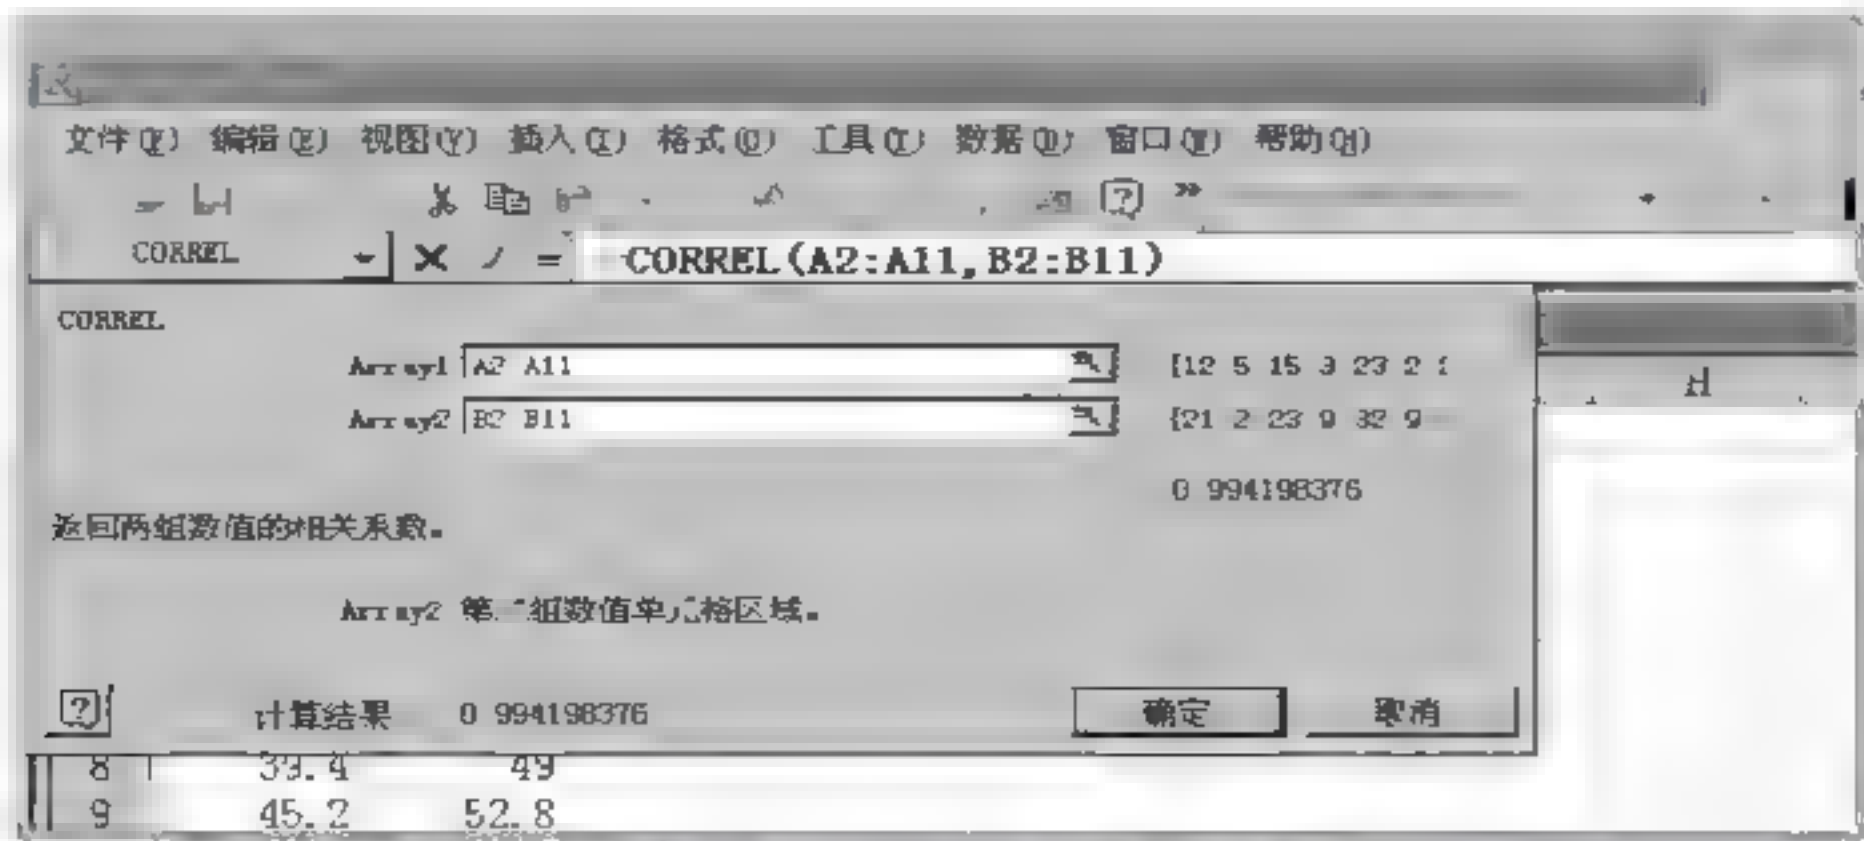 文件(F) 编辑(E) 视图(V) 插入(I) 格式(O) 工具(T) 数据(D) 窗口(W) 帮助(H)
CORREL =CORREL(A2:A11,B2:B11)
CORREL
Array1 A2 A11 {12 5 15 3 23 2
Array2 B2 B11 {21 2 23 9 32 9
0 994198376
返回两组数值的相关系数。
Array2 第二组数值单元格区域。
计算结果 0 994198376 确定 取消
8 39.4 49
9 45.2 52.8
H